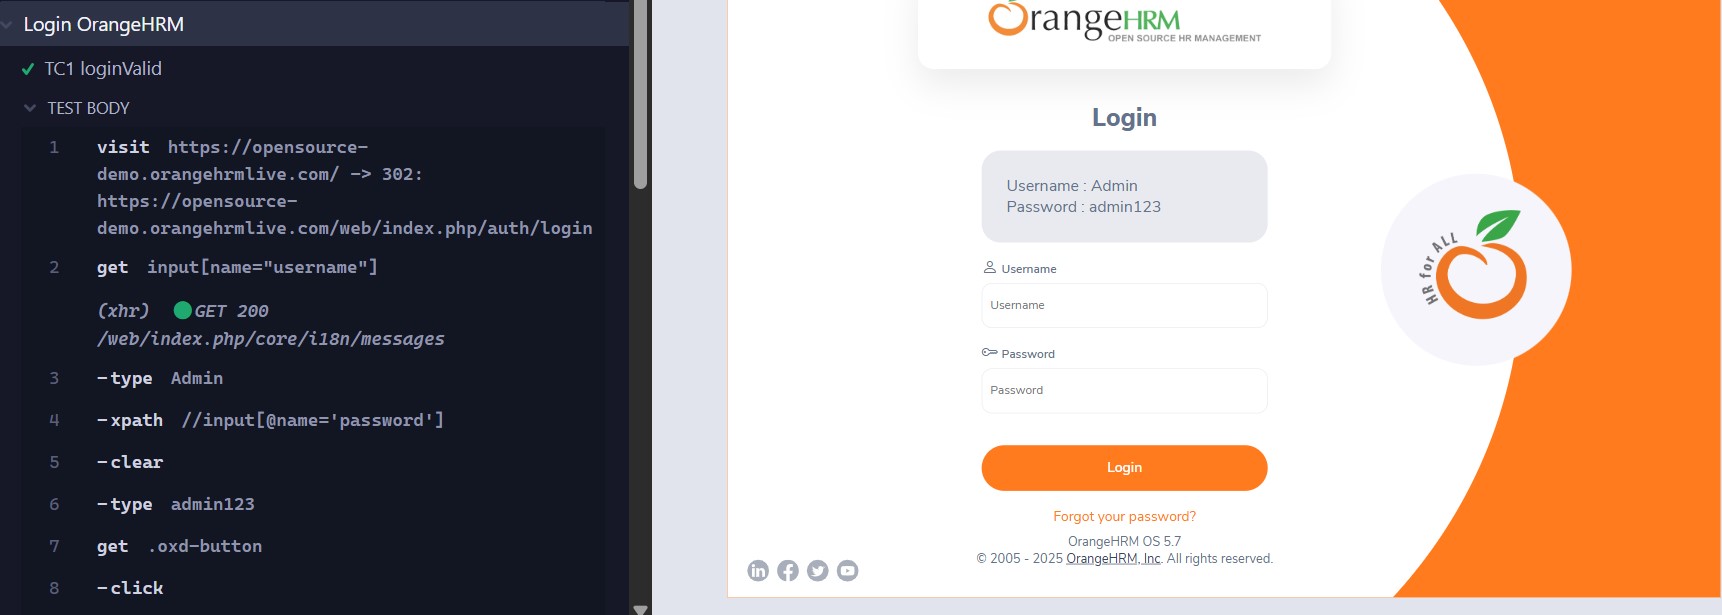 Login OrangeHRM
TC1 loginValid
TEST BODY
1 visit https://opensource-
demo.orangehrmlive.com/ -> 302:
https://opensource-
demo.orangehrmlive.com/web/index.php/auth/login
2 get input[name="username"]
(xhr) GET 200
/web/index.php/core/i18n/messages
3 -type Admin
4 -xpath //input[@name='password']
5 -clear
6 -type admin123
7 get .oxd-button
8 -click
OrangeHRM
OPEN SOURCE HR MANAGEMENT
Login
Username : Admin
Password : admin123
Username
Username
Password
Password
Login
Forgot your password?
OrangeHRM OS 5.7
© 2005 - 2025 OrangeHRM, Inc. All rights reserved.
HR for ALL